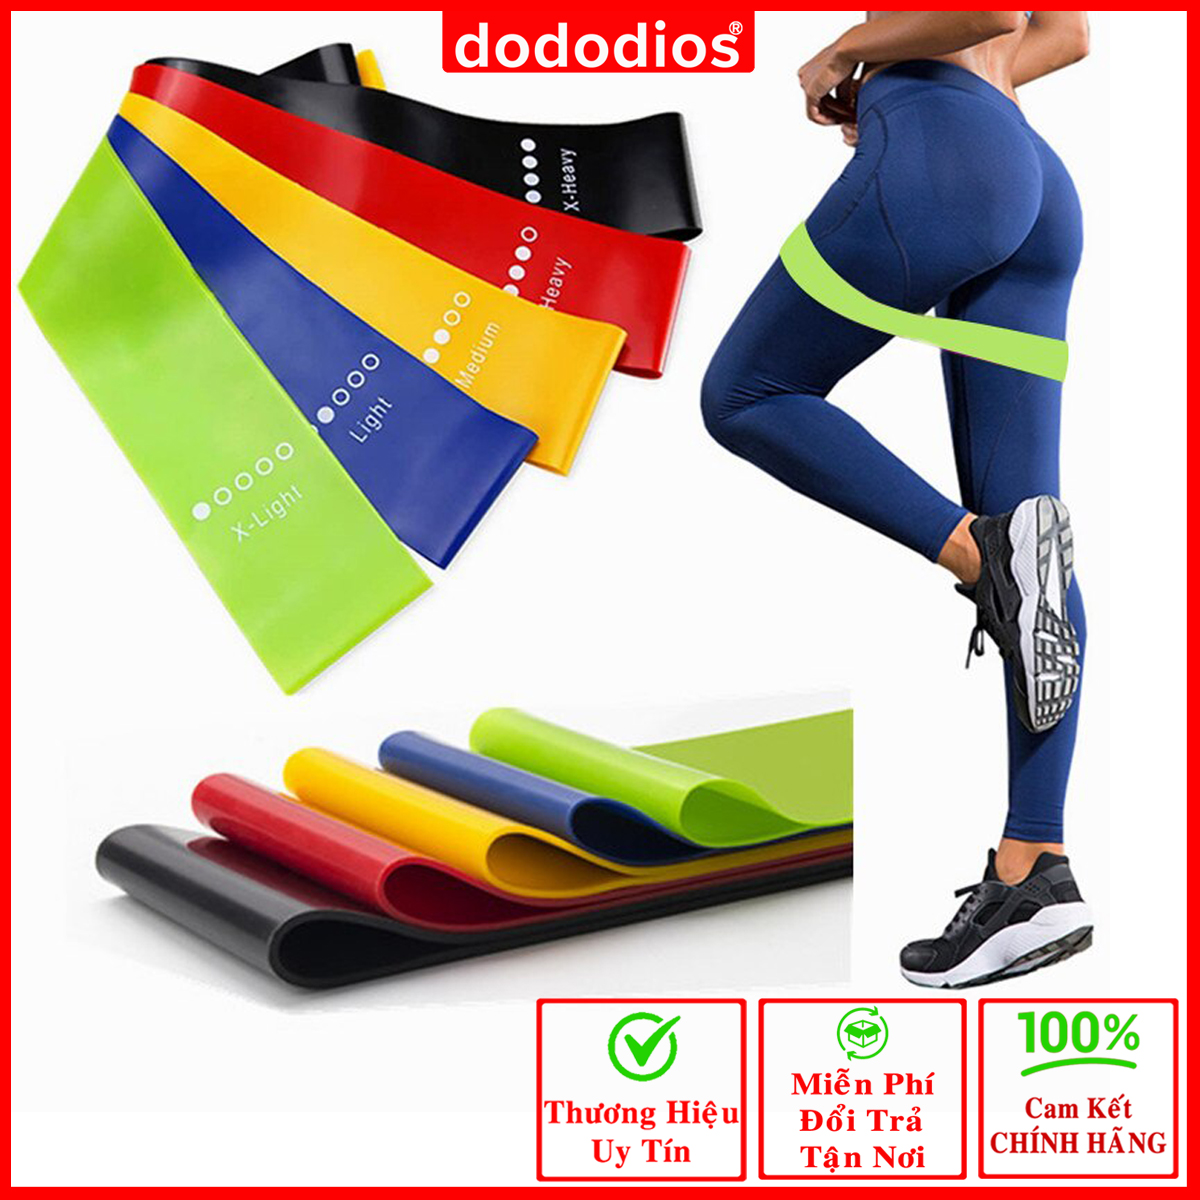 dododios®
X-Heavy
Heavy
Medium
Light
X-Light
Thương Hiệu
Uy Tín
Miễn Phí
Đổi Trả
Tận Nơi
100%
Cam Kết
CHÍNH HÃNG